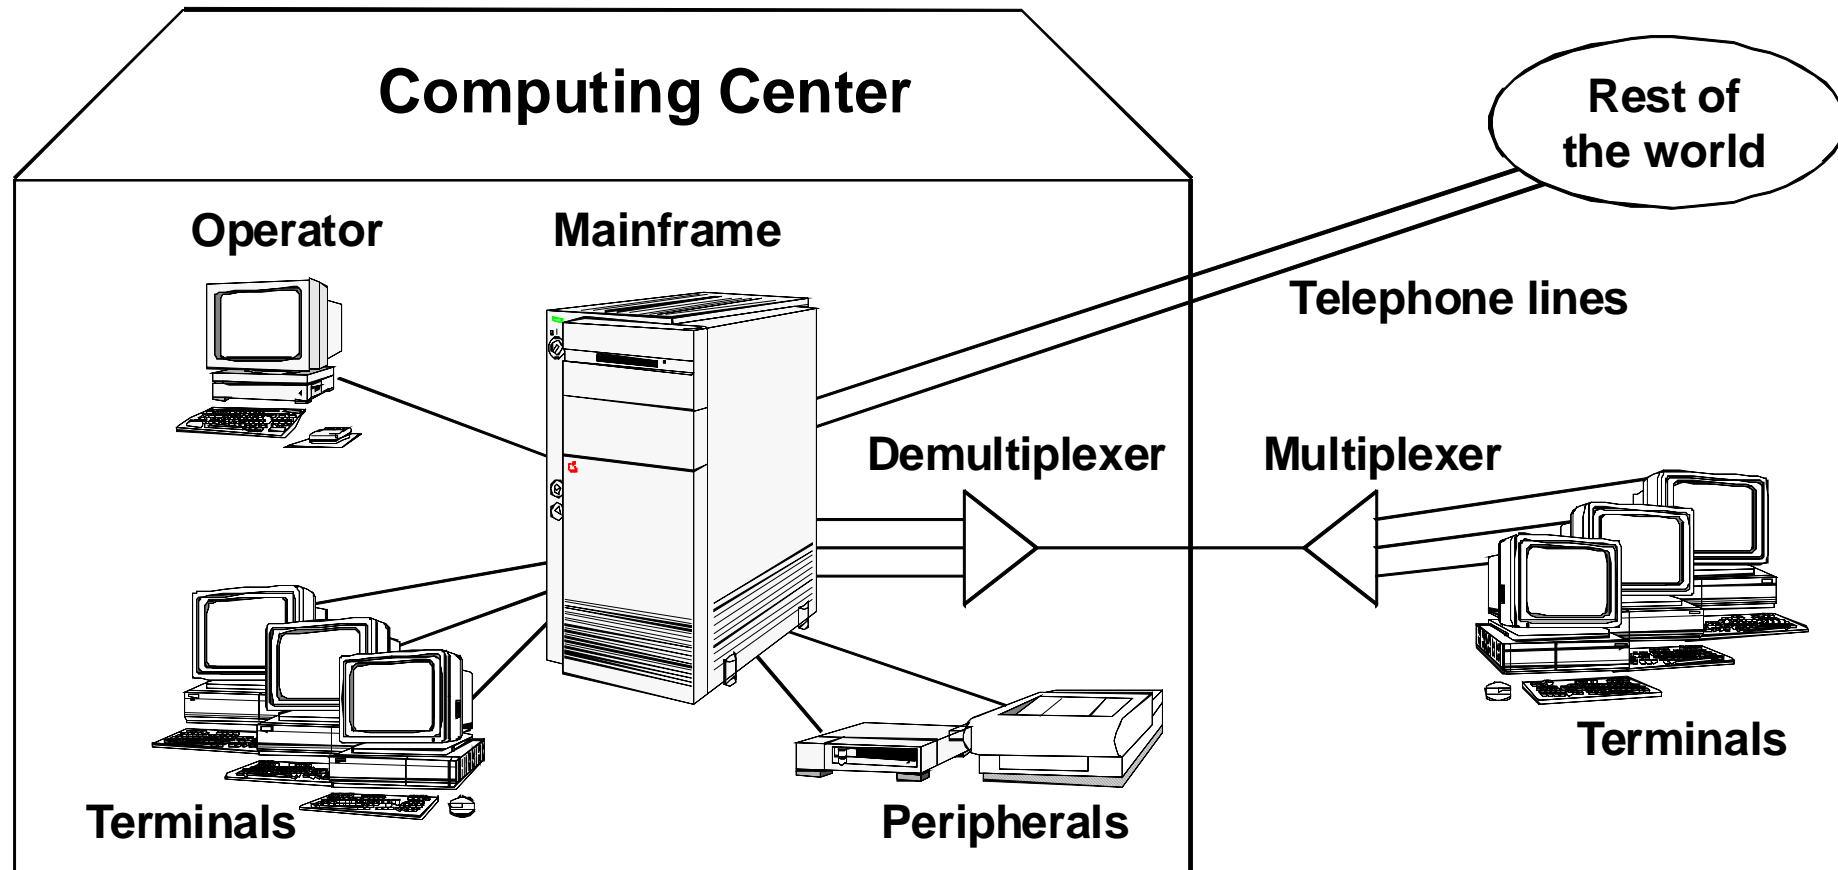 Computing Center
Rest of
the world
Operator
Mainframe
Telephone lines
Demultiplexer
Multiplexer
Terminals
Terminals
Peripherals